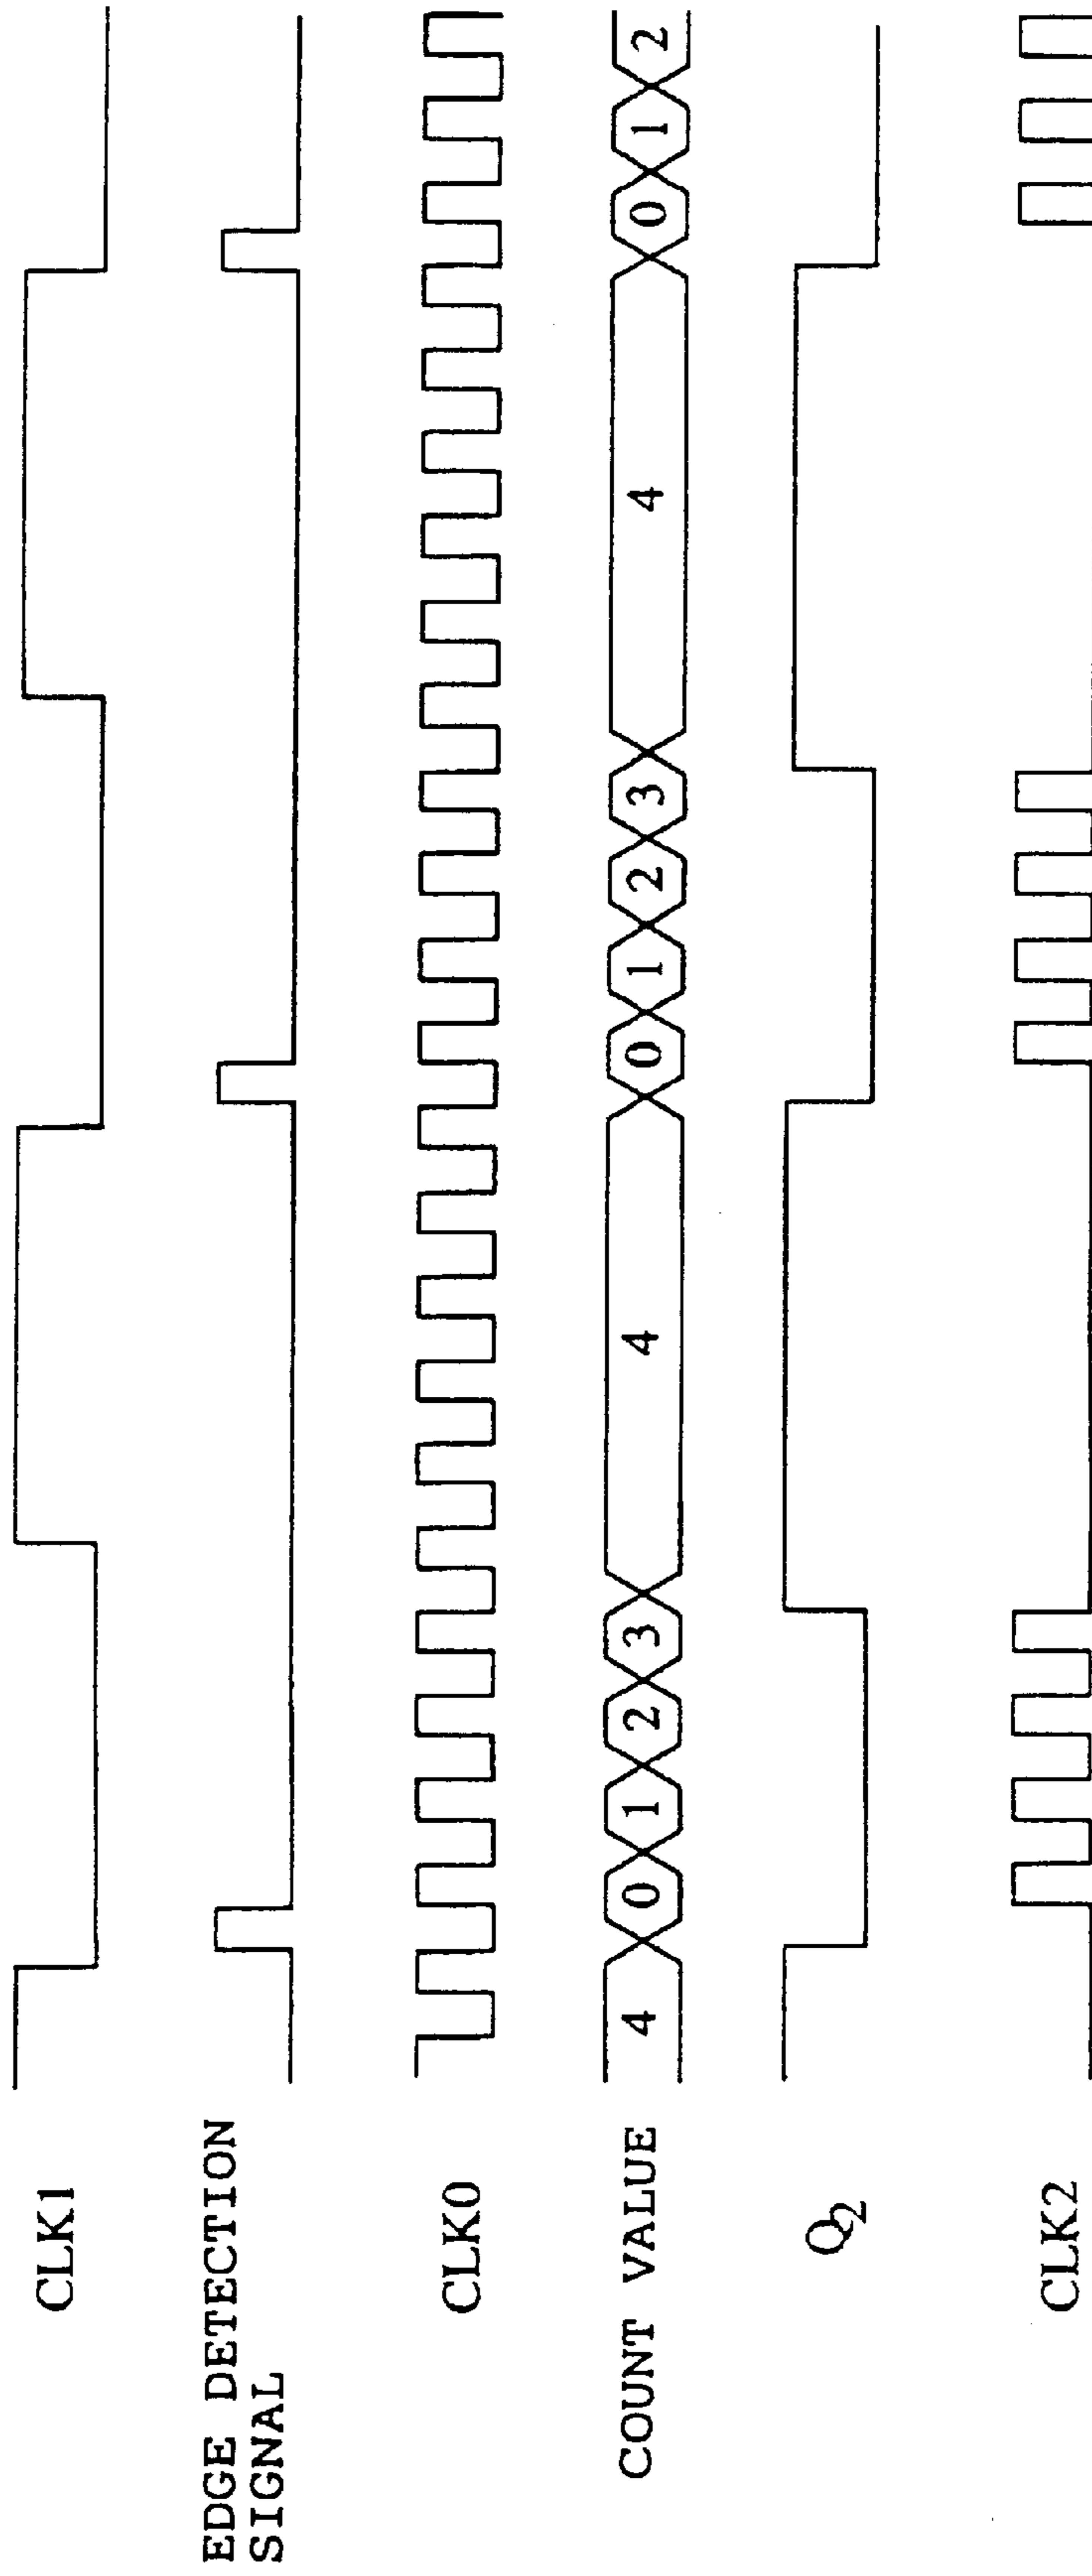 CLK1
EDGE DETECTION
SIGNAL
CLK0
COUNT VALUE
4 0 1 2 3 4 0 1 2 3 4 0 1 2
Q2
CLK2